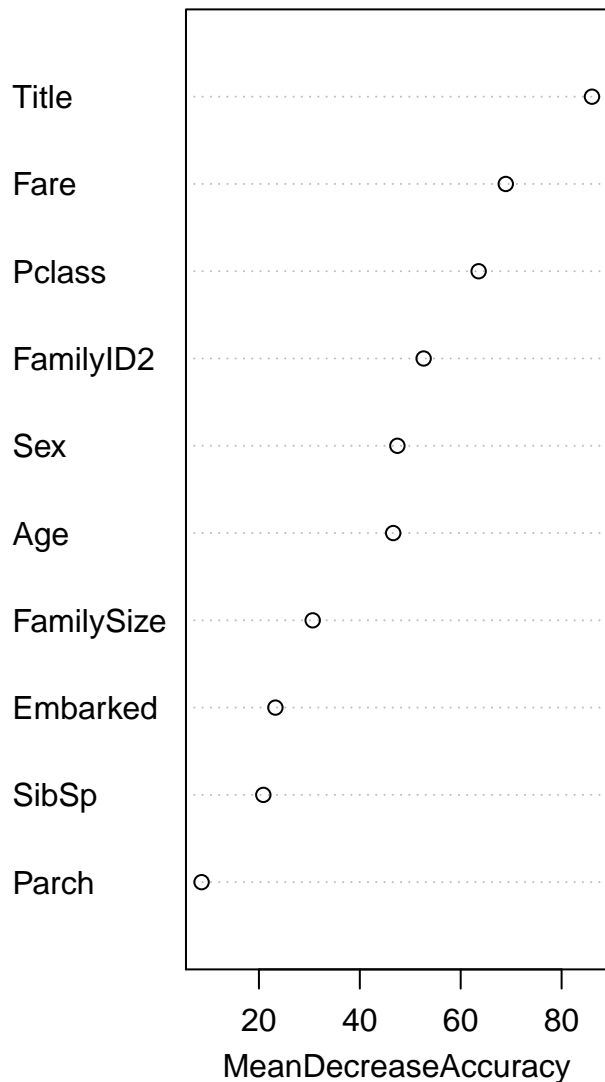 Title
Fare
Pclass
FamilyID2
Sex
Age
FamilySize
Embarked
SibSp
Parch
20 40 60 80
MeanDecreaseAccuracy